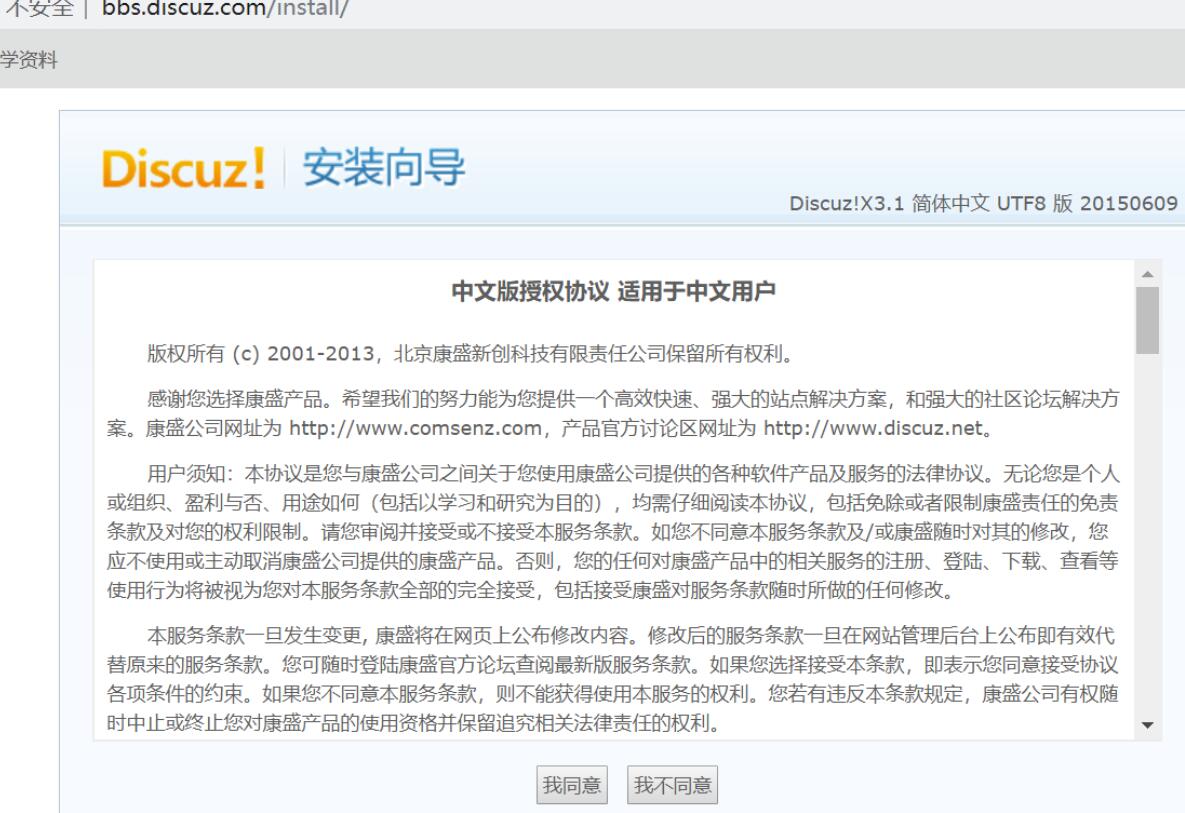 不安全 | bbs.discuz.com/install/
学资料
Discuz! 安装向导
Discuz!X3.1 简体中文 UTF8 版 20150609
中文版授权协议 适用于中文用户
版权所有 (c) 2001-2013，北京康盛新创科技有限责任公司保留所有权利。
感谢您选择康盛产品。希望我们的努力能为您提供一个高效快速、强大的站点解决方案，和强大的社区论坛解决方
案。康盛公司网址为 http://www.comsenz.com，产品官方讨论区网址为 http://www.discuz.net。
用户须知：本协议是您与康盛公司之间关于您使用康盛公司提供的各种软件产品及服务的法律协议。无论您是个人
或组织、盈利与否、用途如何（包括以学习和研究为目的），均需仔细阅读本协议，包括免除或者限制康盛责任的免责
条款及对您的权利限制。请您审阅并接受或不接受本服务条款。如您不同意本服务条款及/或康盛随时对其的修改，您
应不使用或主动取消康盛公司提供的康盛产品。否则，您的任何对康盛产品中的相关服务的注册、登陆、下载、查看等
使用行为将被视为您对本服务条款全部的完全接受，包括接受康盛对服务条款随时所做的任何修改。
本服务条款一旦发生变更, 康盛将在网页上公布修改内容。修改后的服务条款一旦在网站管理后台上公布即有效代
替原来的服务条款。您可随时登陆康盛官方论坛查阅最新版服务条款。如果您选择接受本条款，即表示您同意接受协议
各项条件的约束。如果您不同意本服务条款，则不能获得使用本服务的权利。您若有违反本条款规定，康盛公司有权随
时中止或终止您对康盛产品的使用资格并保留追究相关法律责任的权利。
我同意 我不同意